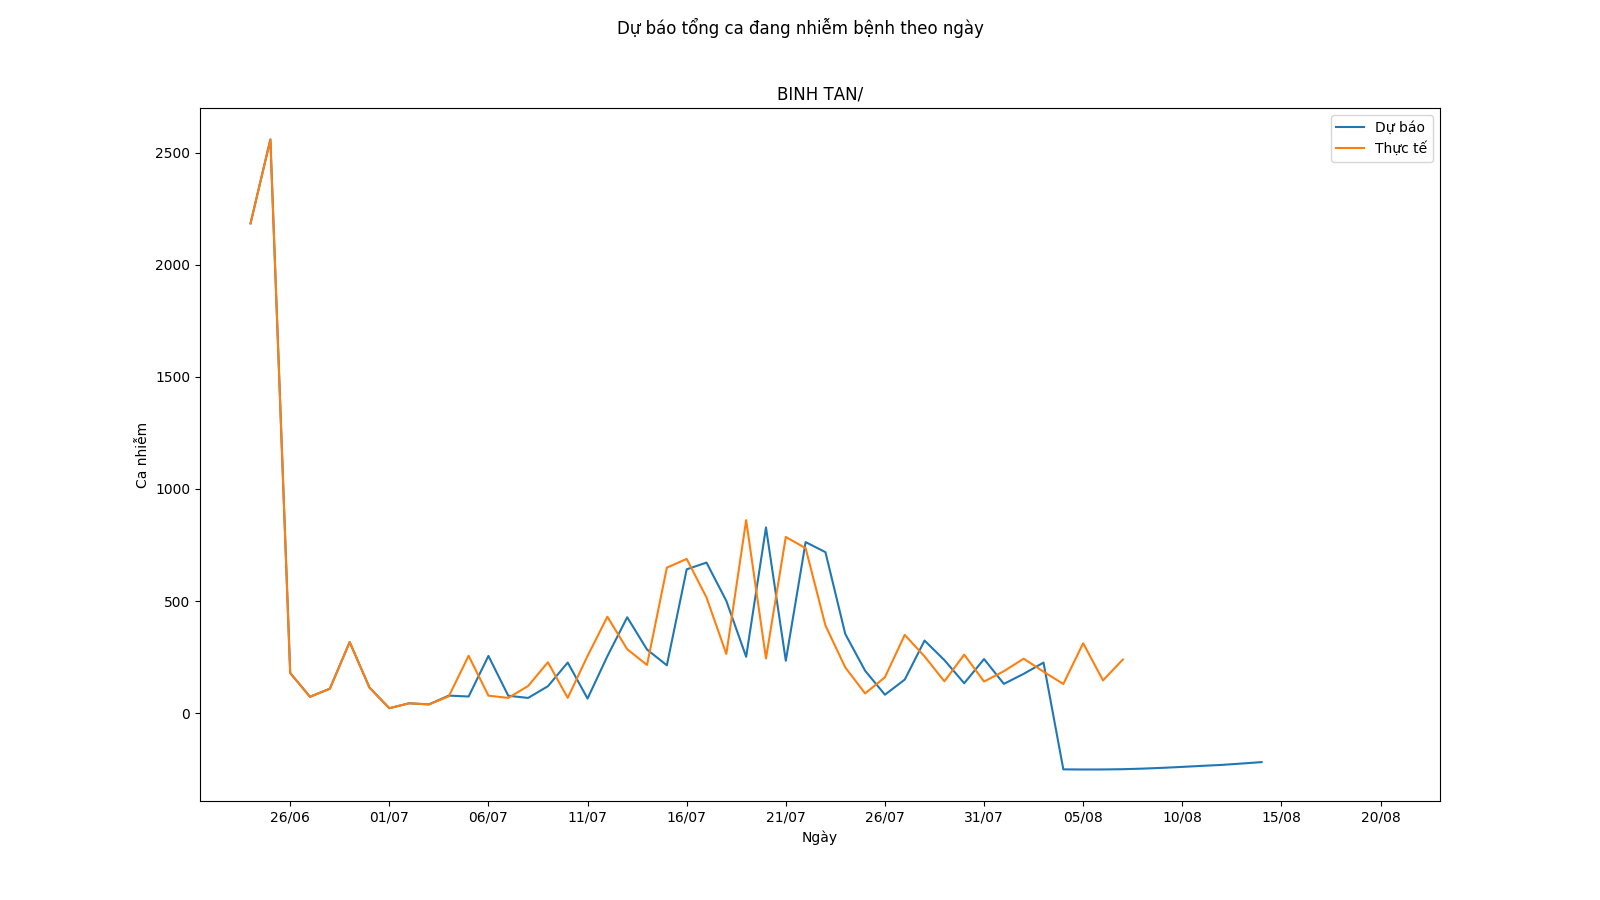 Dự báo tổng ca đang nhiễm bệnh theo ngày
BINH TAN/
Dự báo
Thực tế
2500
2000
1500
1000
500
0
Ca nhiễm
26/06 01/07 06/07 11/07 16/07 21/07 26/07 31/07 05/08 10/08 15/08 20/08
Ngày